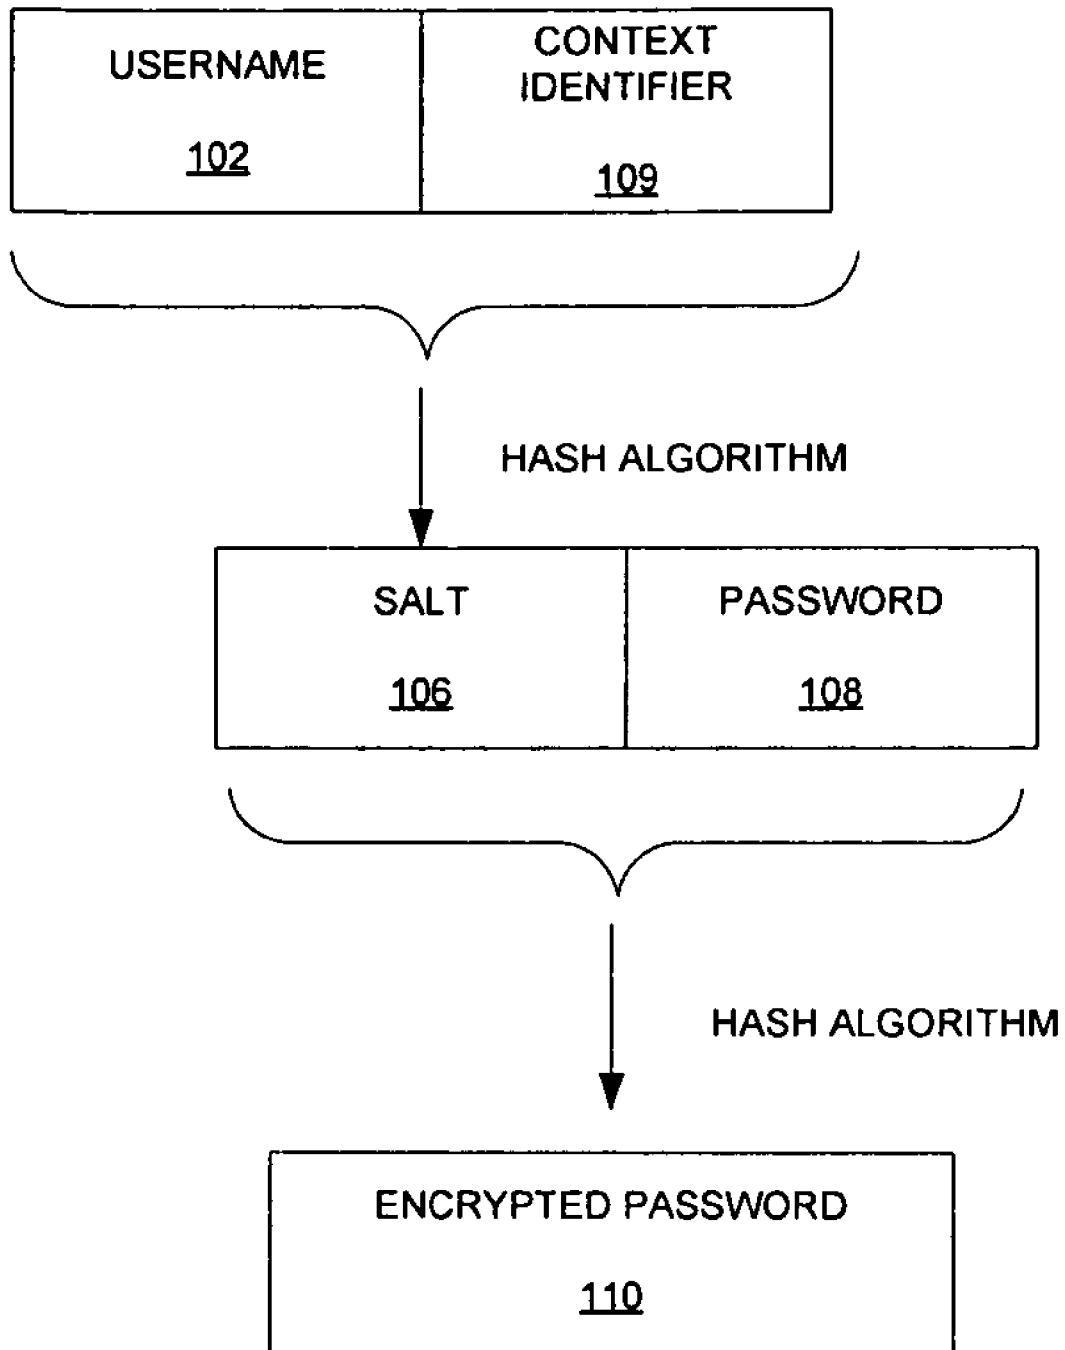 USERNAME
102
CONTEXT
IDENTIFIER
109
HASH ALGORITHM
SALT
106
PASSWORD
108
HASH ALGORITHM
ENCRYPTED PASSWORD
110